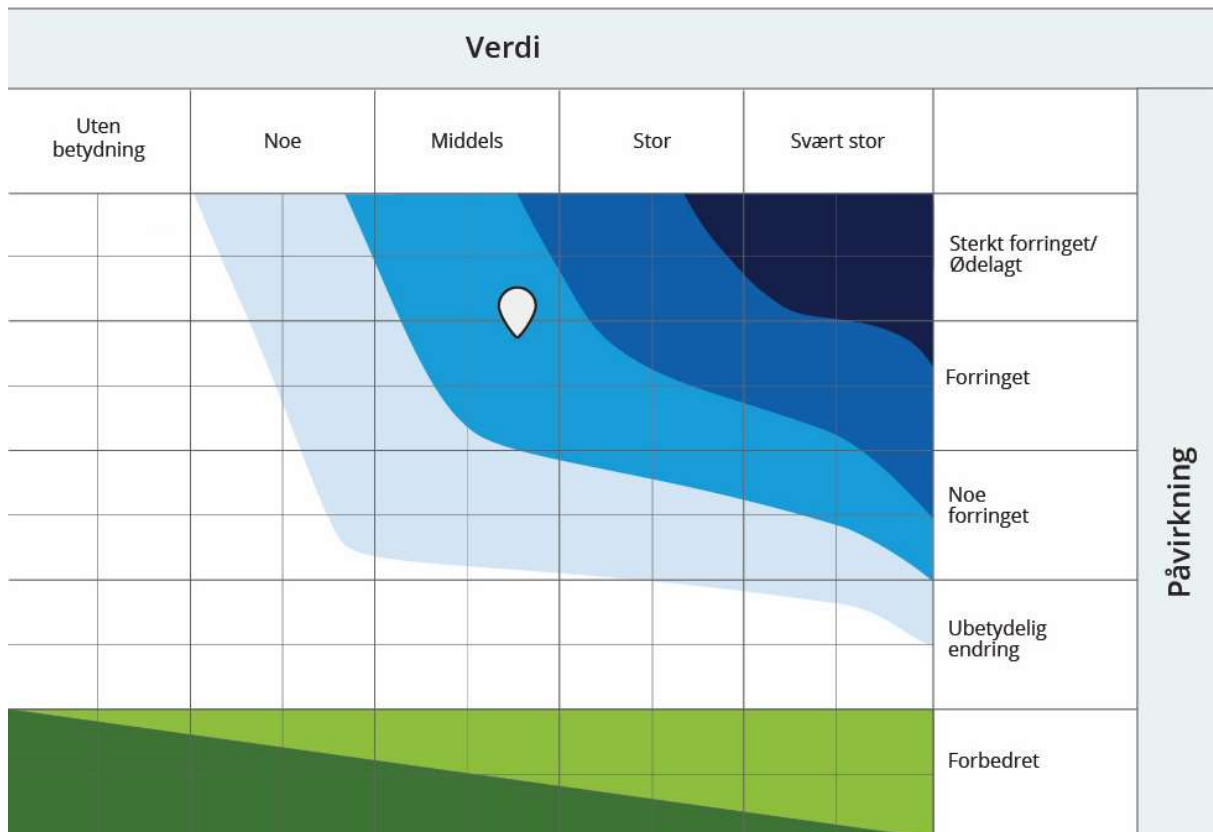 Verdi
Uten
betydning
Noe
Middels
Stor
Svært stor
Sterkt forringet/
Ødelagt
Forringet
Noe
forringet
Ubetydelig
endring
Forbedret
Påvirkning